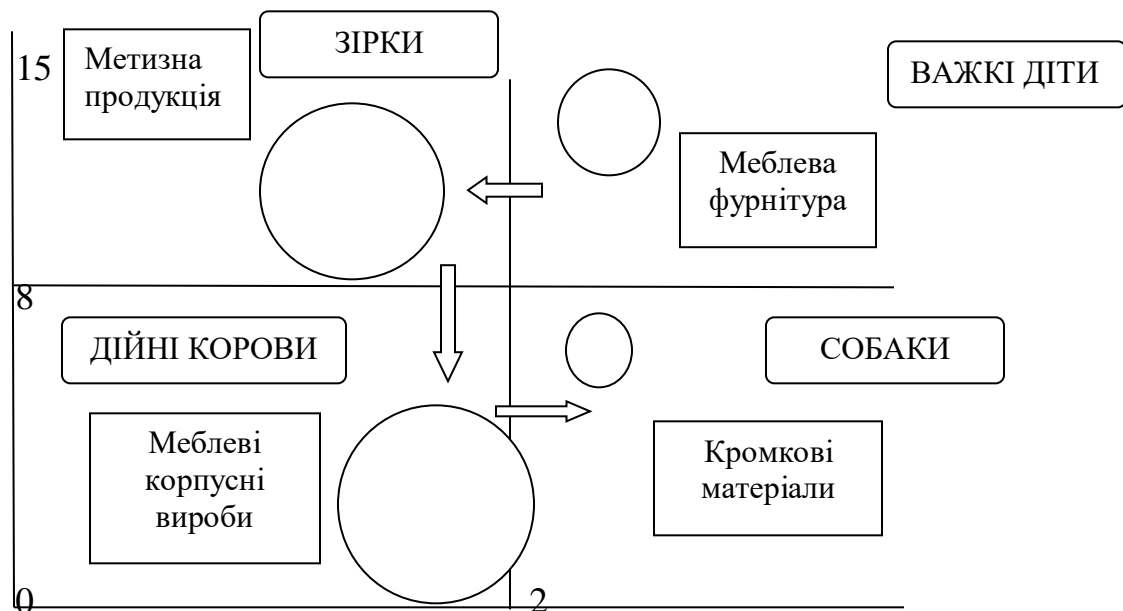 ЗІРКИ
15
Метизна
продукція
ВАЖКІ ДІТИ
Меблева
фурнітура
8
ДІЙНІ КОРОВИ
СОБАКИ
Меблеві
корпусні
вироби
Кромкові
матеріали
0
2